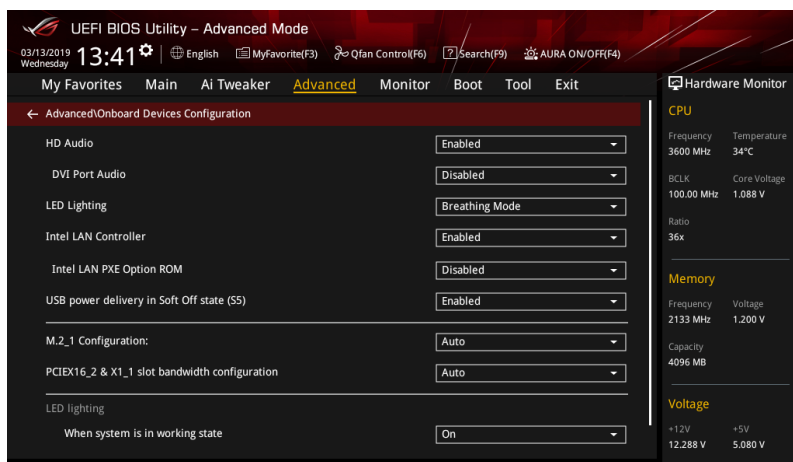 UEFI BIOS Utility – Advanced Mode
03/13/2019 Wednesday 13:41 English MyFavorite(F3) Qfan Control(F6) ? Search(F9) AURA ON/OFF(F4)
My Favorites Main Ai Tweaker Advanced Monitor Boot Tool Exit
Hardware Monitor
← Advanced\Onboard Devices Configuration
HD Audio Enabled
DVI Port Audio Disabled
LED Lighting Breathing Mode
Intel LAN Controller Enabled
Intel LAN PXE Option ROM Disabled
USB power delivery in Soft Off state (S5) Enabled
M.2_1 Configuration: Auto
PCIEX16_2 & X1_1 slot bandwidth configuration Auto
LED lighting
When system is in working state On
CPU
Frequency Temperature
3600 MHz 34°C
BCLK Core Voltage
100.00 MHz 1.088 V
Ratio
36x
Memory
Frequency Voltage
2133 MHz 1.200 V
Capacity
4096 MB
Voltage
+12V +5V
12.288 V 5.080 V